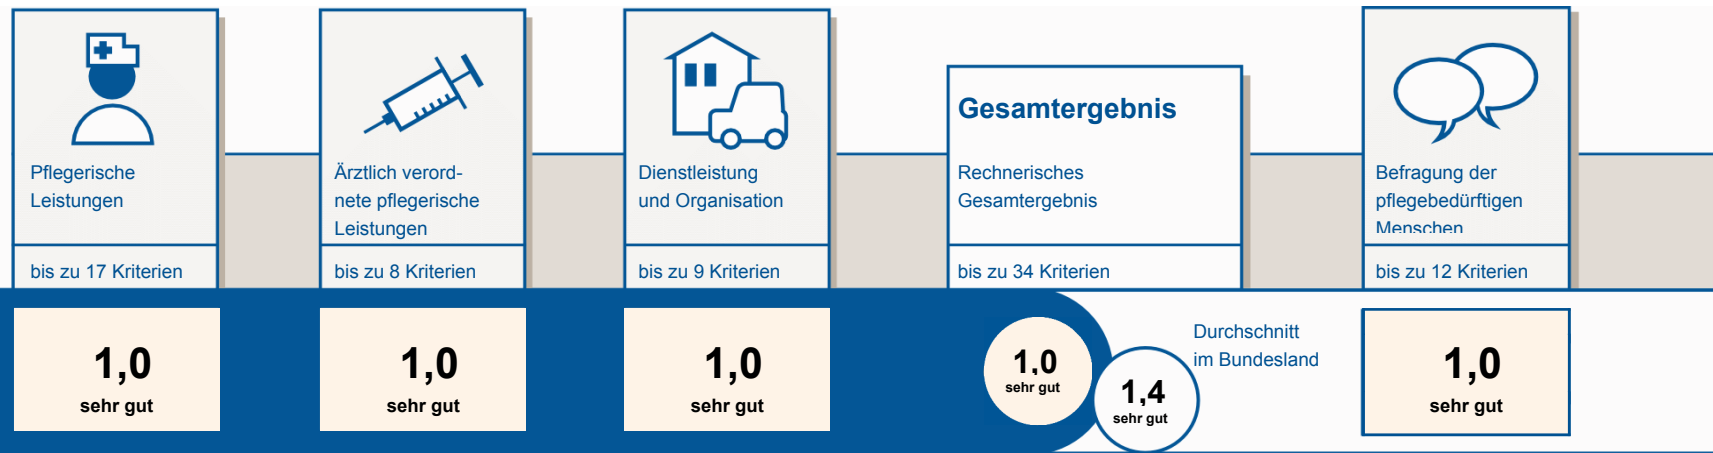 Pflegerische
Leistungen
bis zu 17 Kriterien
1,0
sehr gut
Ärztlich verord-
nete pflegerische
Leistungen
bis zu 8 Kriterien
1,0
sehr gut
Dienstleistung
und Organisation
bis zu 9 Kriterien
1,0
sehr gut
Gesamtergebnis
Rechnerisches
Gesamtergebnis
bis zu 34 Kriterien
1,0
sehr gut
1,4
sehr gut
Durchschnitt
im Bundesland
Befragung der
pflegebedürftigen
Menschen
bis zu 12 Kriterien
1,0
sehr gut